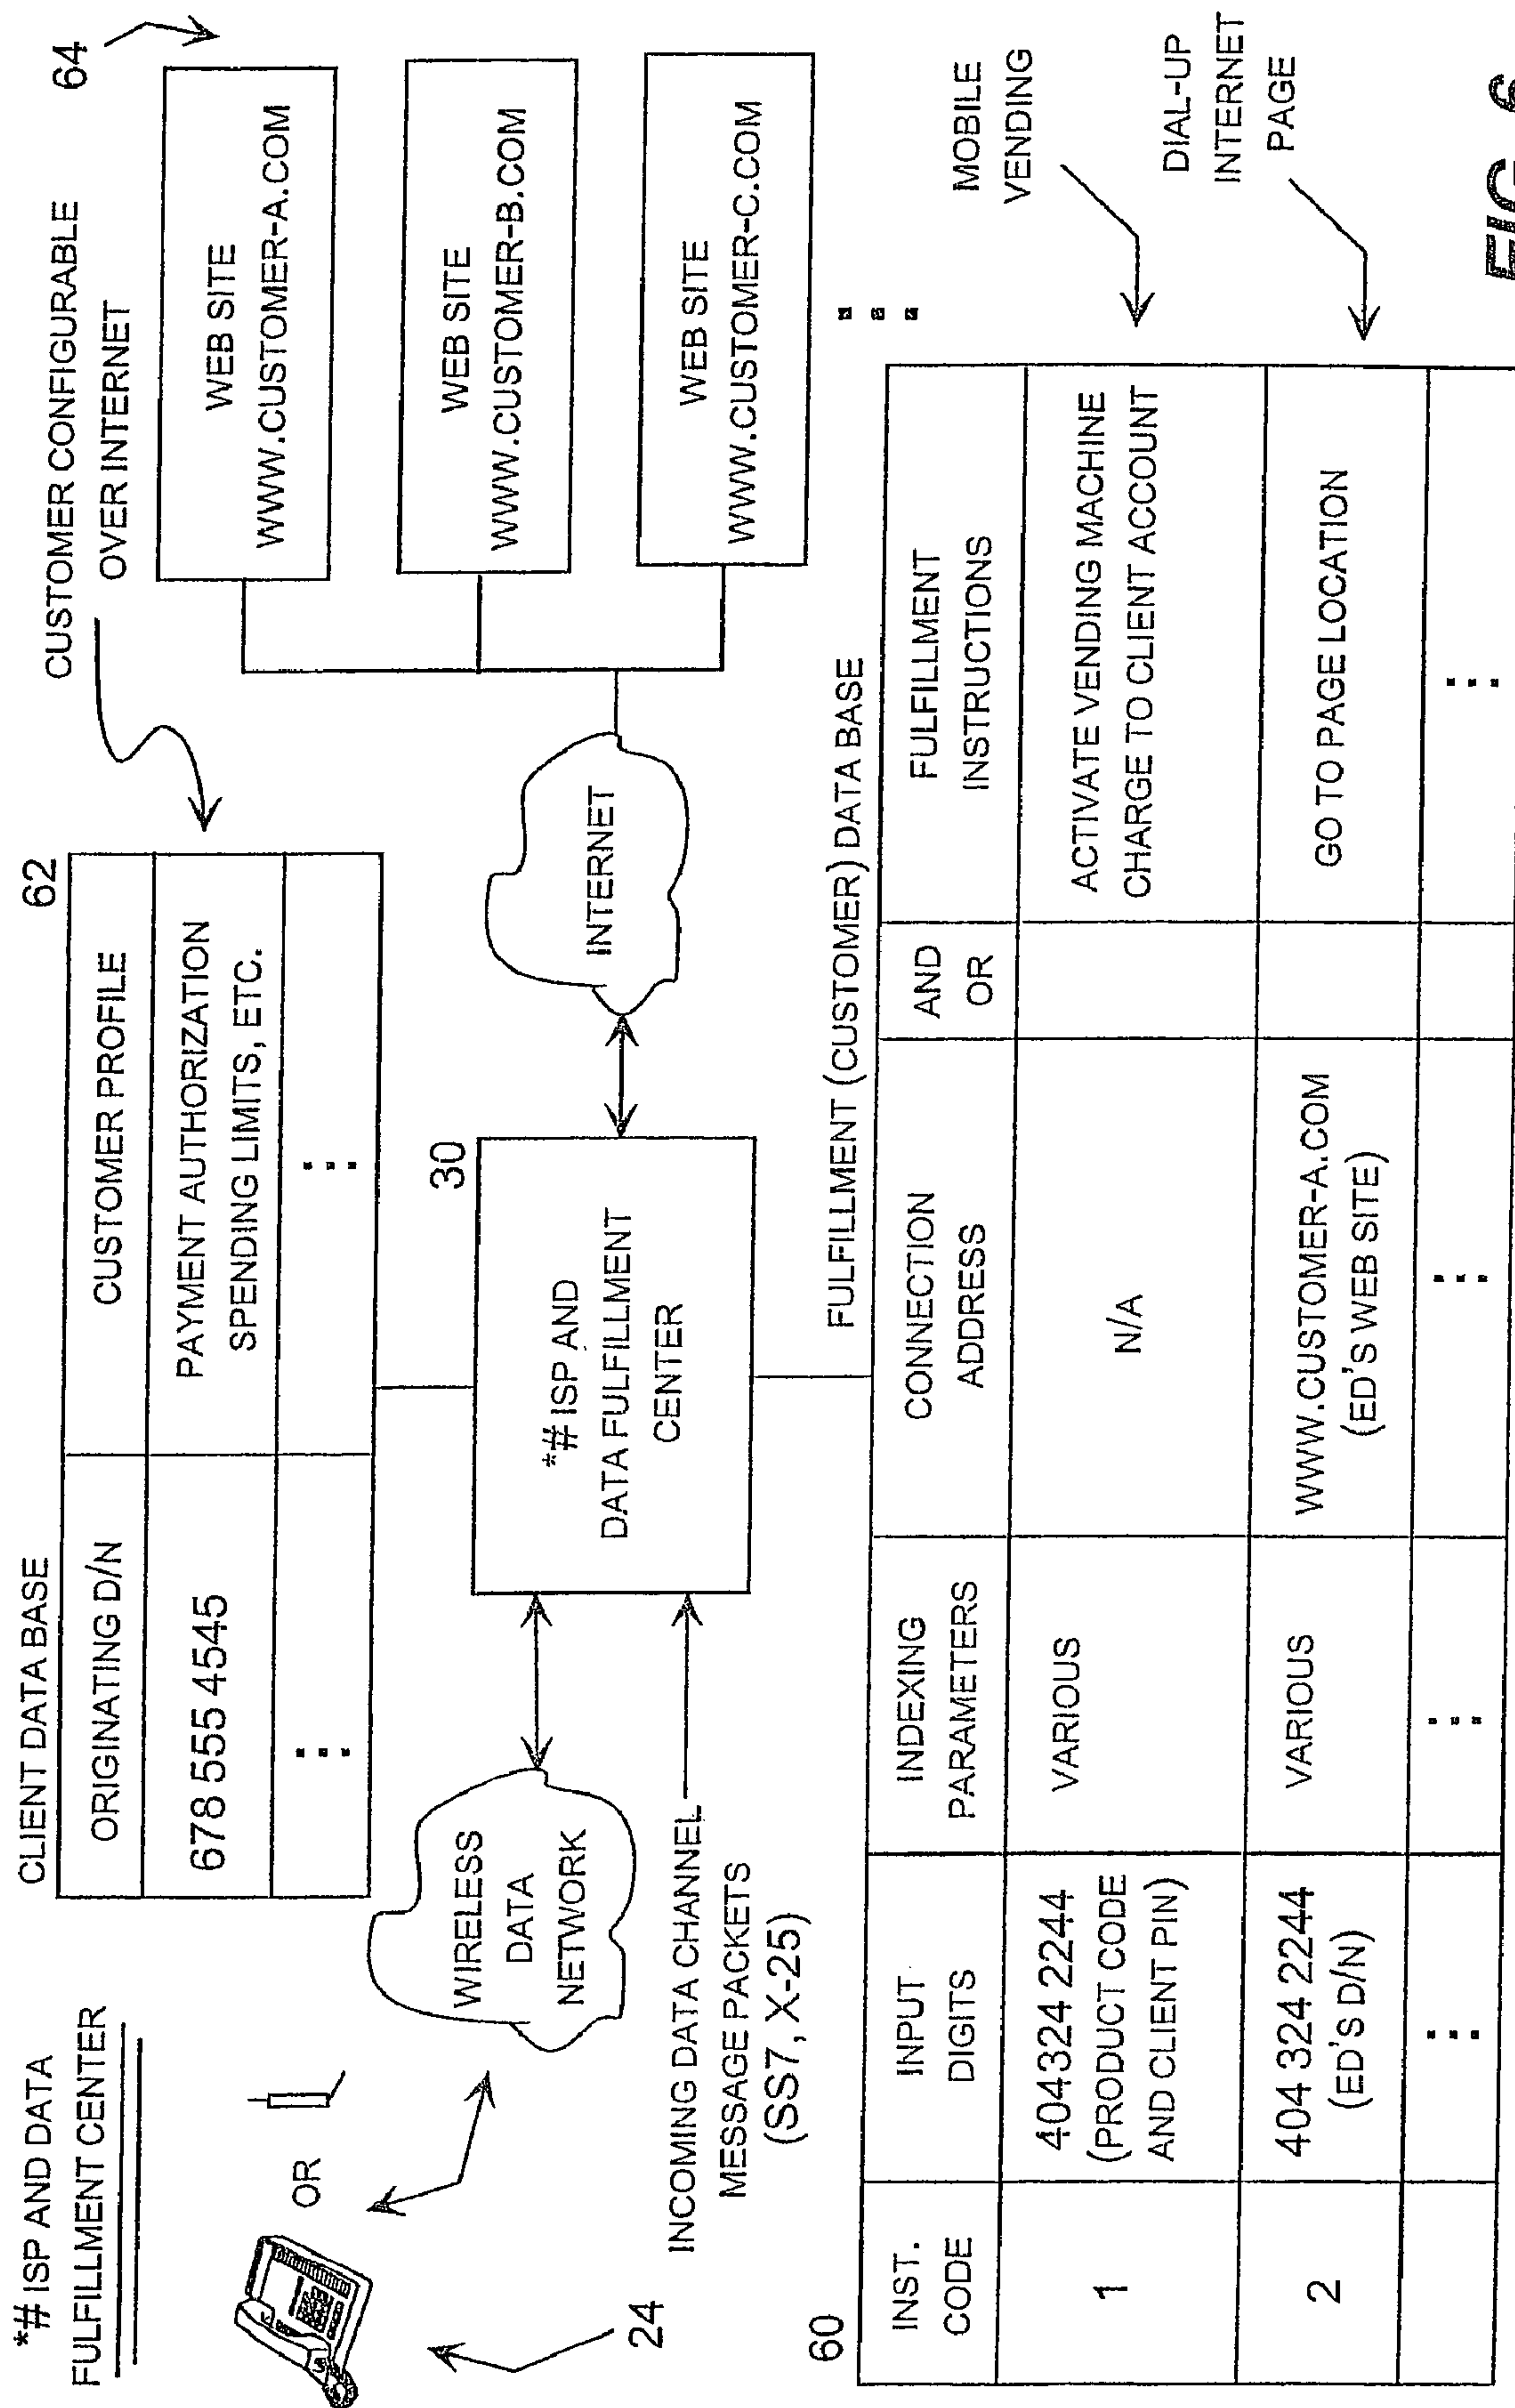 *# ISP AND DATA
FULFILLMENT CENTER
OR
24
WIRELESS
DATA
NETWORK
INCOMING DATA CHANNEL
MESSAGE PACKETS
(SS7, X-25)
CLIENT DATA BASE
62
ORIGINATING D/N
CUSTOMER PROFILE
678 555 4545
PAYMENT AUTHORIZATION
SPENDING LIMITS, ETC.
CUSTOMER CONFIGURABLE
OVER INTERNET
30
*# ISP AND
DATA FULFILLMENT
CENTER
INTERNET
64
WEB SITE
WWW.CUSTOMER-A.COM
WEB SITE
WWW.CUSTOMER-B.COM
WEB SITE
WWW.CUSTOMER-C.COM
60
FULFILLMENT (CUSTOMER) DATA BASE
INST.
CODE
INPUT
DIGITS
INDEXING
PARAMETERS
CONNECTION
ADDRESS
AND
OR
FULFILLMENT
INSTRUCTIONS
1
404 324 2244
(PRODUCT CODE
AND CLIENT PIN)
VARIOUS
N/A
ACTIVATE VENDING MACHINE
CHARGE TO CLIENT ACCOUNT
MOBILE
VENDING
2
404 324 2244
(ED'S D/N)
VARIOUS
WWW.CUSTOMER-A.COM
(ED'S WEB SITE)
GO TO PAGE LOCATION
DIAL-UP
INTERNET
PAGE
FIG. 6